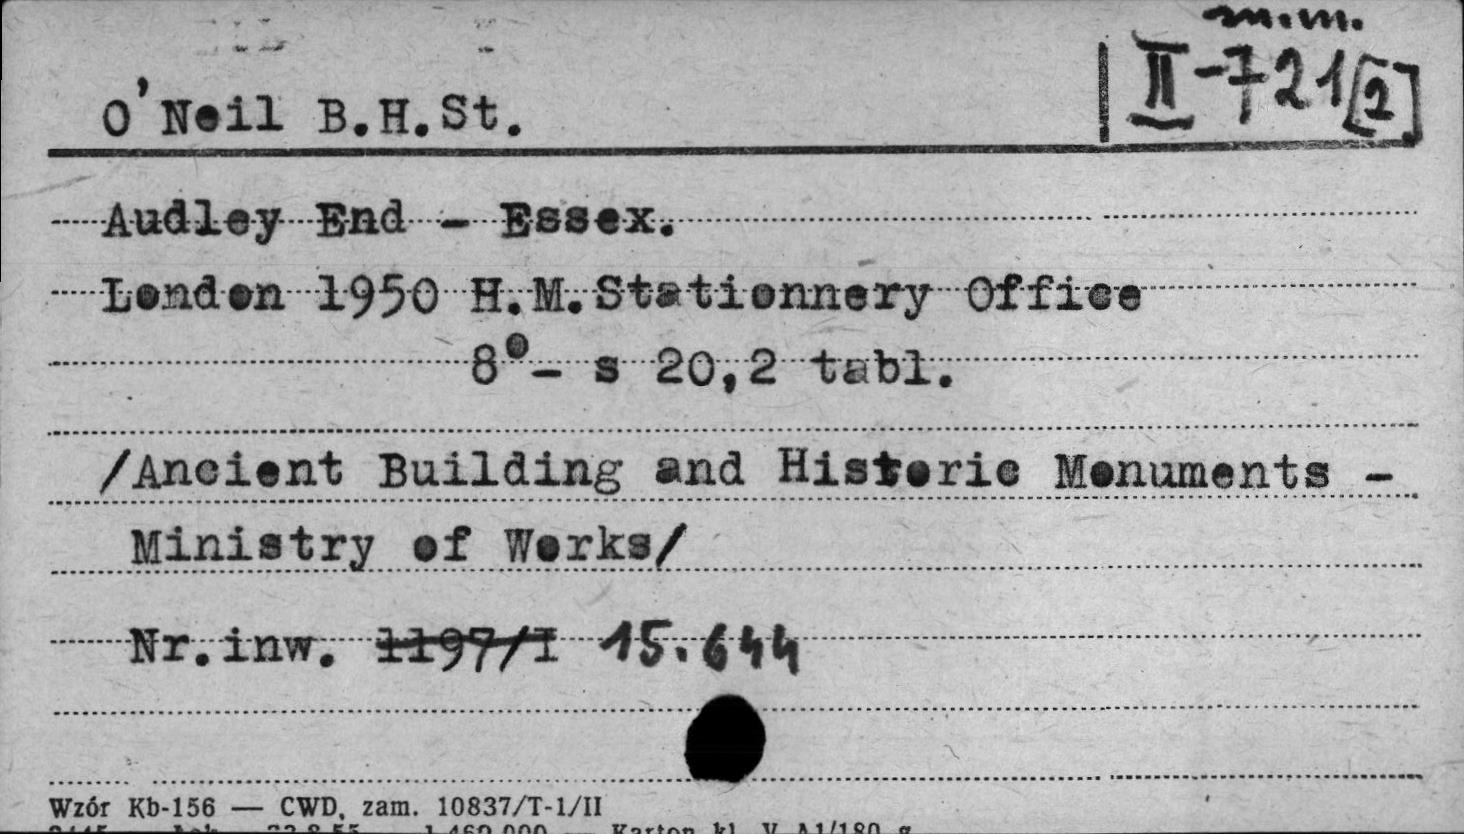 m.m.
II-721[2]
O'Neil B.H.St.
Audley End - Essex.
London 1950 H.M.Stationnery Office
8° - s 20,2 tabl.
/Ancient Building and Historic Monuments -
Ministry of Works/
Nr.inw. 1197/I 15.644
Wzór Kb-156 — CWD, zam. 10837/T-1/II